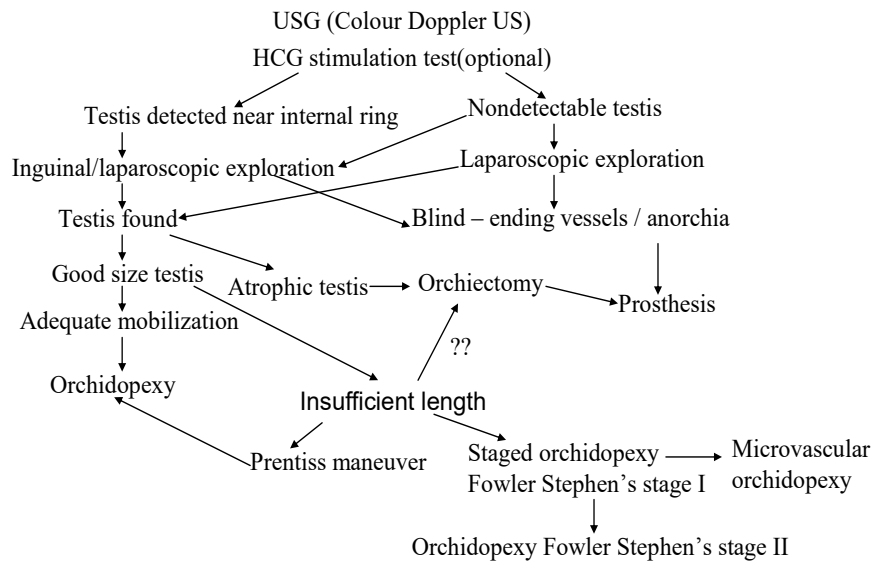 USG (Colour Doppler US)
HCG stimulation test(optional)
Testis detected near internal ring
Nondetectable testis
Inguinal/laparoscopic exploration
Laparoscopic exploration
Testis found
Blind – ending vessels / anorchia
Good size testis
Atrophic testis
Orchiectomy
Prosthesis
Adequate mobilization
??
Orchidopexy
Insufficient length
Prentiss maneuver
Staged orchidopexy
Fowler Stephen’s stage I
Microvascular
orchidopexy
Orchidopexy Fowler Stephen’s stage II